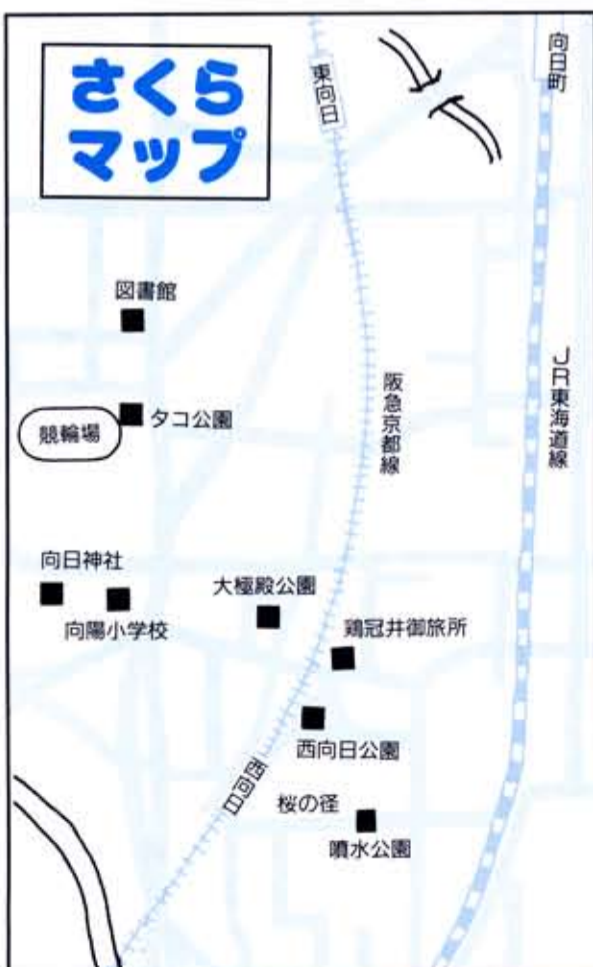 さくら
マップ
東向日
向日町
図書館
タコ公園
競輪場
阪急京都線
JR東海道線
向日神社
向陽小学校
大極殿公園
鶏冠井御旅所
西向日公園
西向日
桜の径
噴水公園